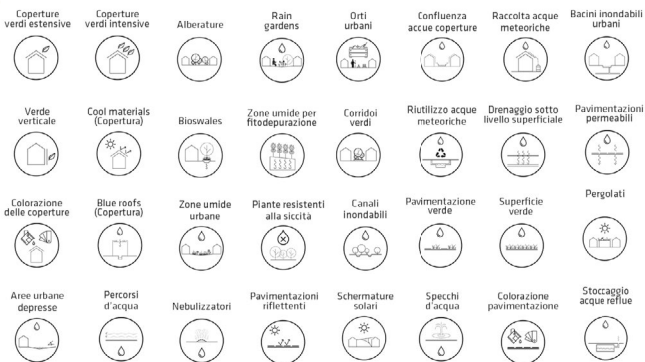 Coperture
verdi estensive
Coperture
verdi intensive
Alberature
Rain
gardens
Orti
urbani
Confluenza
accue coperture
Raccolta acque
meteoriche
Bacini inondabili
urbani
Verde
verticale
Cool materials
(Copertura)
Bioswales
Zone umide per
fitodepurazione
Corridoi
verdi
Riutilizzo acque
meteoriche
Drenaggio sotto
livello superficiale
Pavimentazioni
permeabili
Colorazione
delle coperture
Blue roofs
(Copertura)
Zone umide
urbane
Piante resistenti
alla siccità
Canali
inondabili
Pavimentazione
verde
Superficie
verde
Pergolati
Aree urbane
depresse
Percorsi
d'acqua
Nebulizzatori
Pavimentazioni
riflettenti
Schermature
solari
Specchi
d'acqua
Colorazione
pavimentazione
Stoccaggio
acque reflue